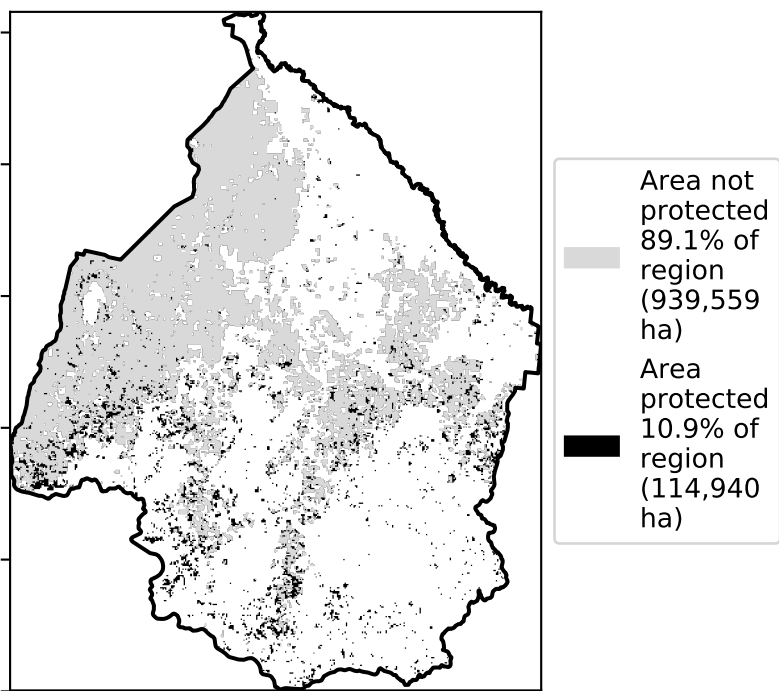 Area not
protected
89.1% of
region
(939,559
ha)
Area
protected
10.9% of
region
(114,940
ha)